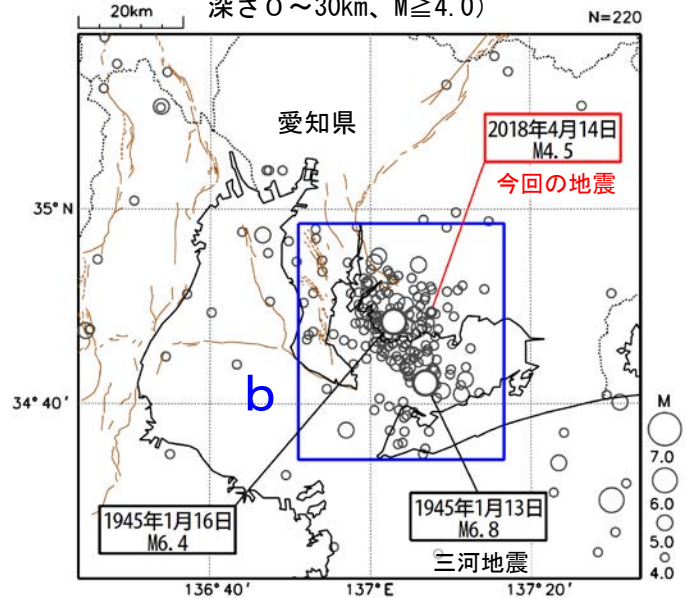 深さ0~30km、M≧4.0)
20km
N=220
愛知県
2018年4月14日
M4.5
今回の地震
35°N
b
34°40'
M
7.0
6.0
5.0
4.0
1945年1月16日
M6.4
1945年1月13日
M6.8
三河地震
136°40'
137°E
137°20'